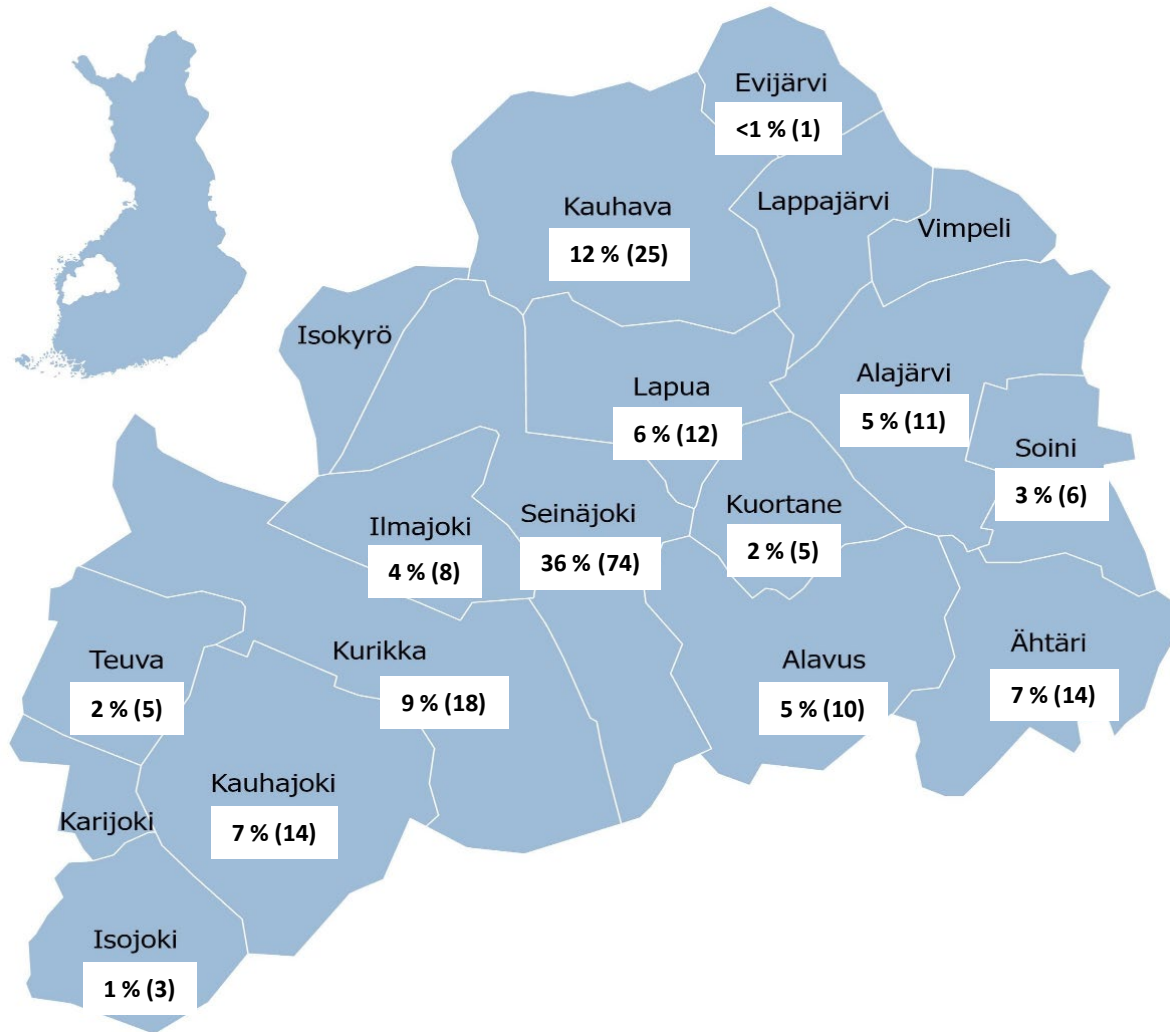 Evijärvi
<1 % (1)
Kauhava
12 % (25)
Lappajärvi
Vimpeli
Isokyrö
Lapua
6 % (12)
Alajärvi
5 % (11)
Soini
3 % (6)
Ilmajoki
4 % (8)
Seinäjoki
36 % (74)
Kuortane
2 % (5)
Teuva
2 % (5)
Kurikka
9 % (18)
Alavus
5 % (10)
Ähtäri
7 % (14)
Kauhajoki
7 % (14)
Karijoki
Isojoki
1 % (3)